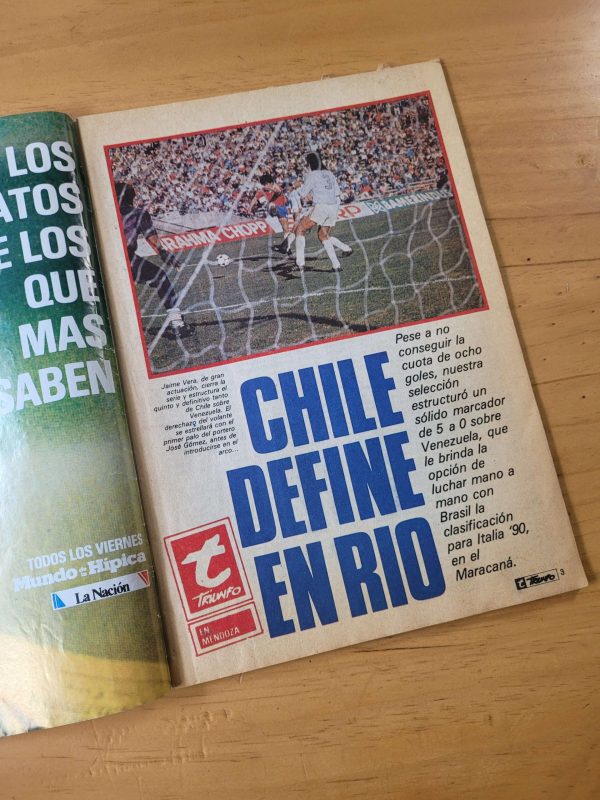 LOS
ATOS
E LOS
QUE
MAS
SABEN
TODOS LOS VIERNES
Mundo Hípica
La Nación
BRAHMA CHOPP
Jaime Vera, de gran
actuación, cierra la
serie y estructura el
quinto y definitivo tanto
de Chile sobre
Venezuela. El
derechazo del volante
se estrellará con el
primer palo del portero
José Gómez, antes de
introducirse en el
arco...
CHILE
DEFINE
EN RIO
Pese a no
conseguir la
cuota de ocho
goles, nuestra
selección
estructuró un
sólido marcador
de 5 a 0 sobre
Venezuela, que
le brinda la
opción de
luchar mano a
mano con
Brasil la
clasificación
para Italia '90,
en el
Maracaná.
t
TRIUNFO
EN
MENDOZA
t TRIUNFO 3